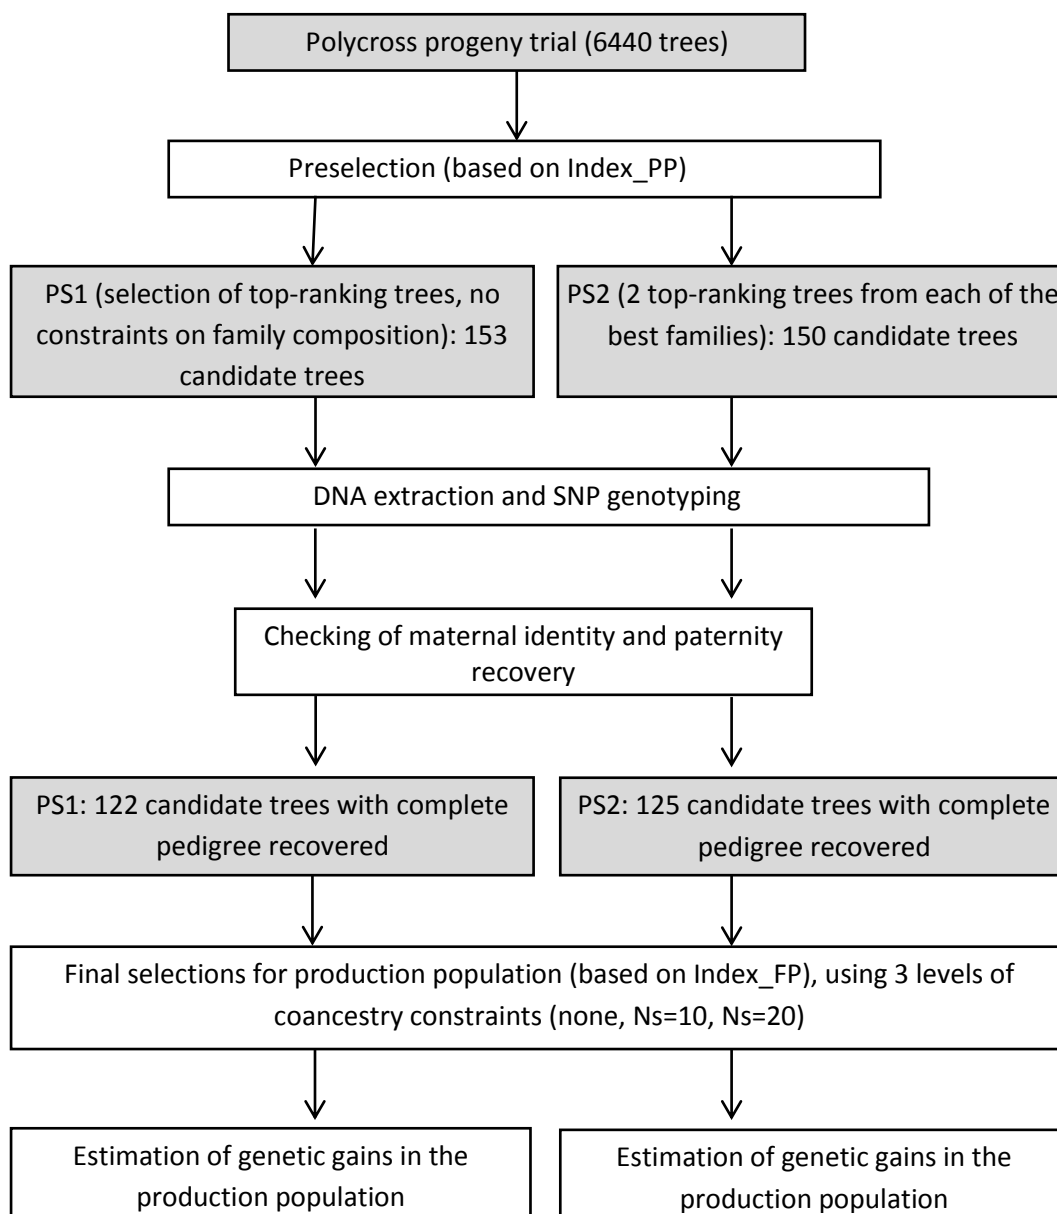 Polycross progeny trial (6440 trees)
Preselection (based on Index_PP)
PS1 (selection of top-ranking trees, no
constraints on family composition): 153
candidate trees
PS2 (2 top-ranking trees from each of the
best families): 150 candidate trees
DNA extraction and SNP genotyping
Checking of maternal identity and paternity
recovery
PS1: 122 candidate trees with complete
pedigree recovered
PS2: 125 candidate trees with complete
pedigree recovered
Final selections for production population (based on Index_FP), using 3 levels of
coancestry constraints (none, Ns=10, Ns=20)
Estimation of genetic gains in the
production population
Estimation of genetic gains in the
production population